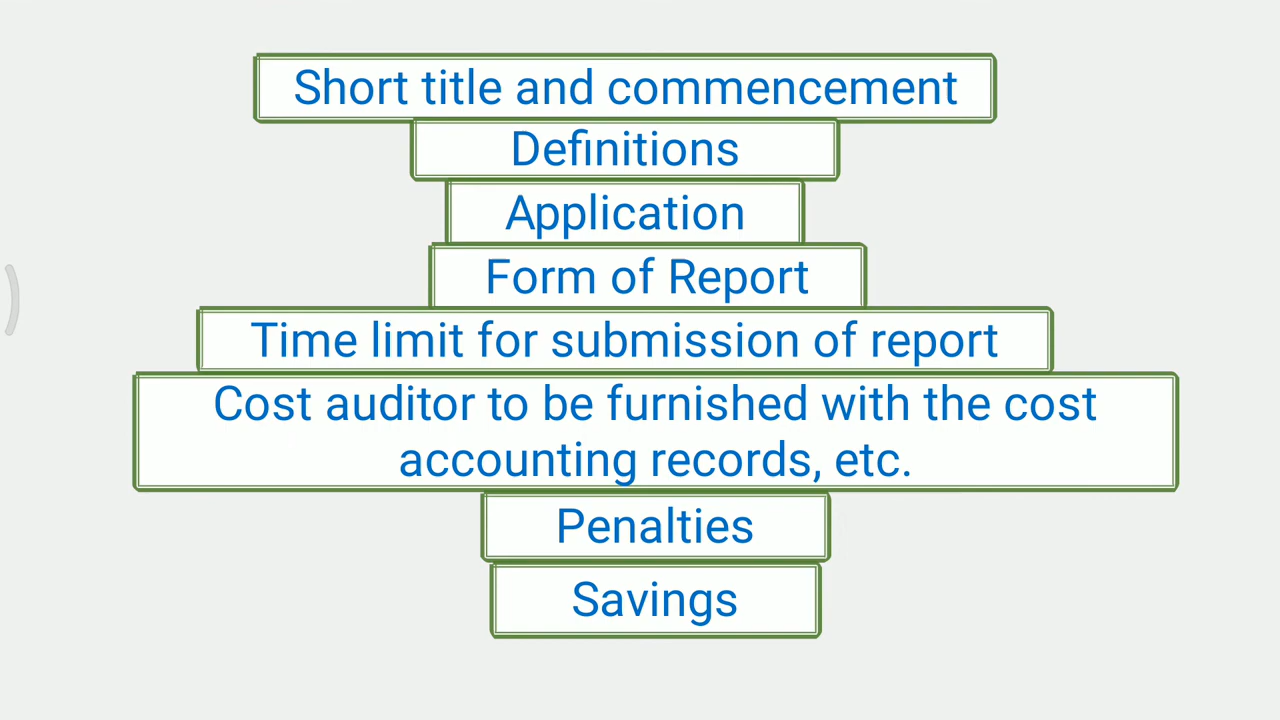 Short title and commencement
Definitions
Application
Form of Report
Time limit for submission of report
Cost auditor to be furnished with the cost
accounting records, etc.
Penalties
Savings